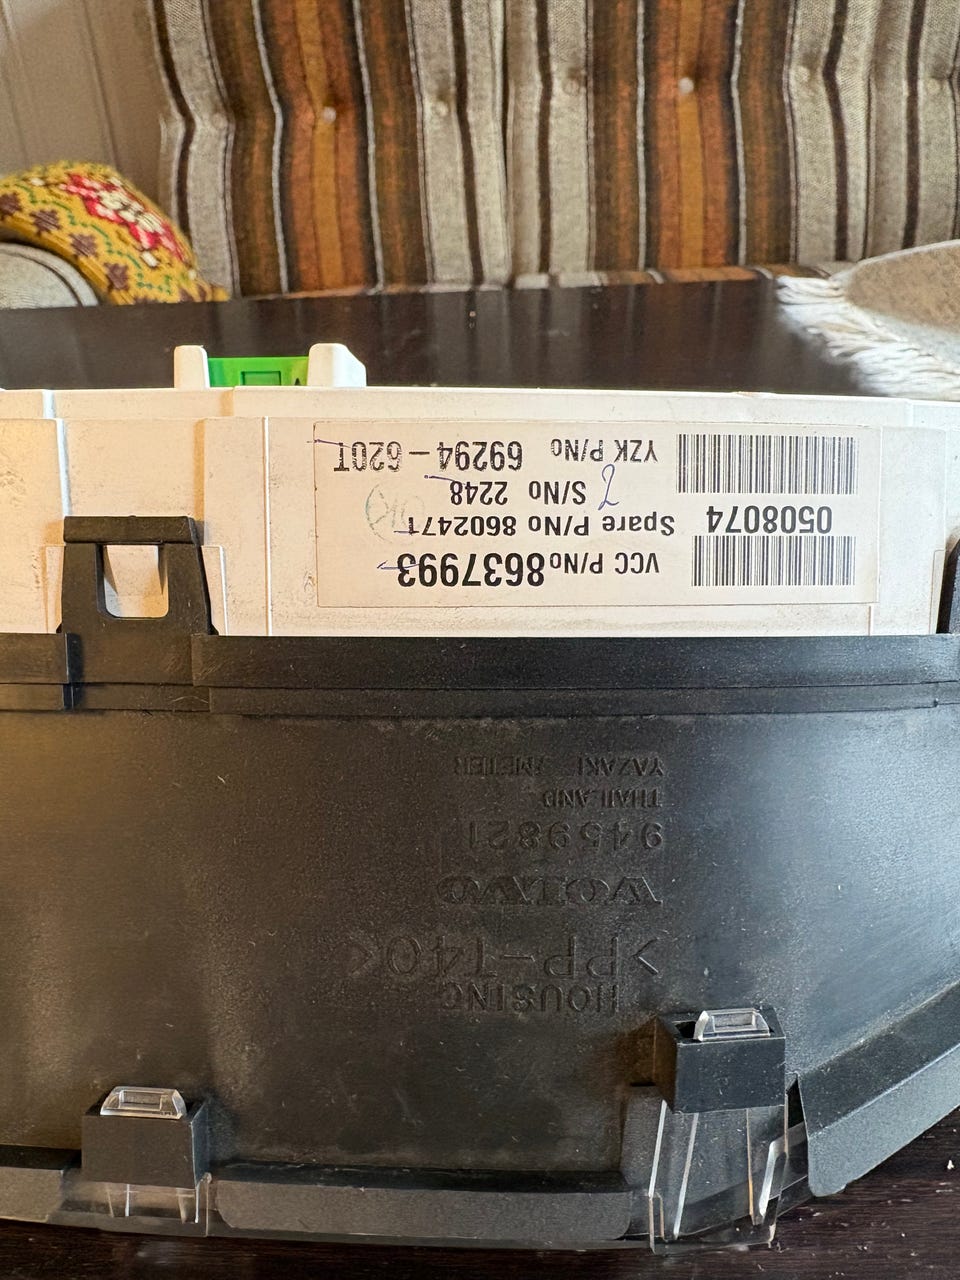 HOUSING
>PP-T40<
VOLVO
9459821
THAILAND
YAZAKI METER
VCC P/No 8637993
Spare P/No 8602471
0508074
S/No 2248
2
YZK P/No 69294-620T